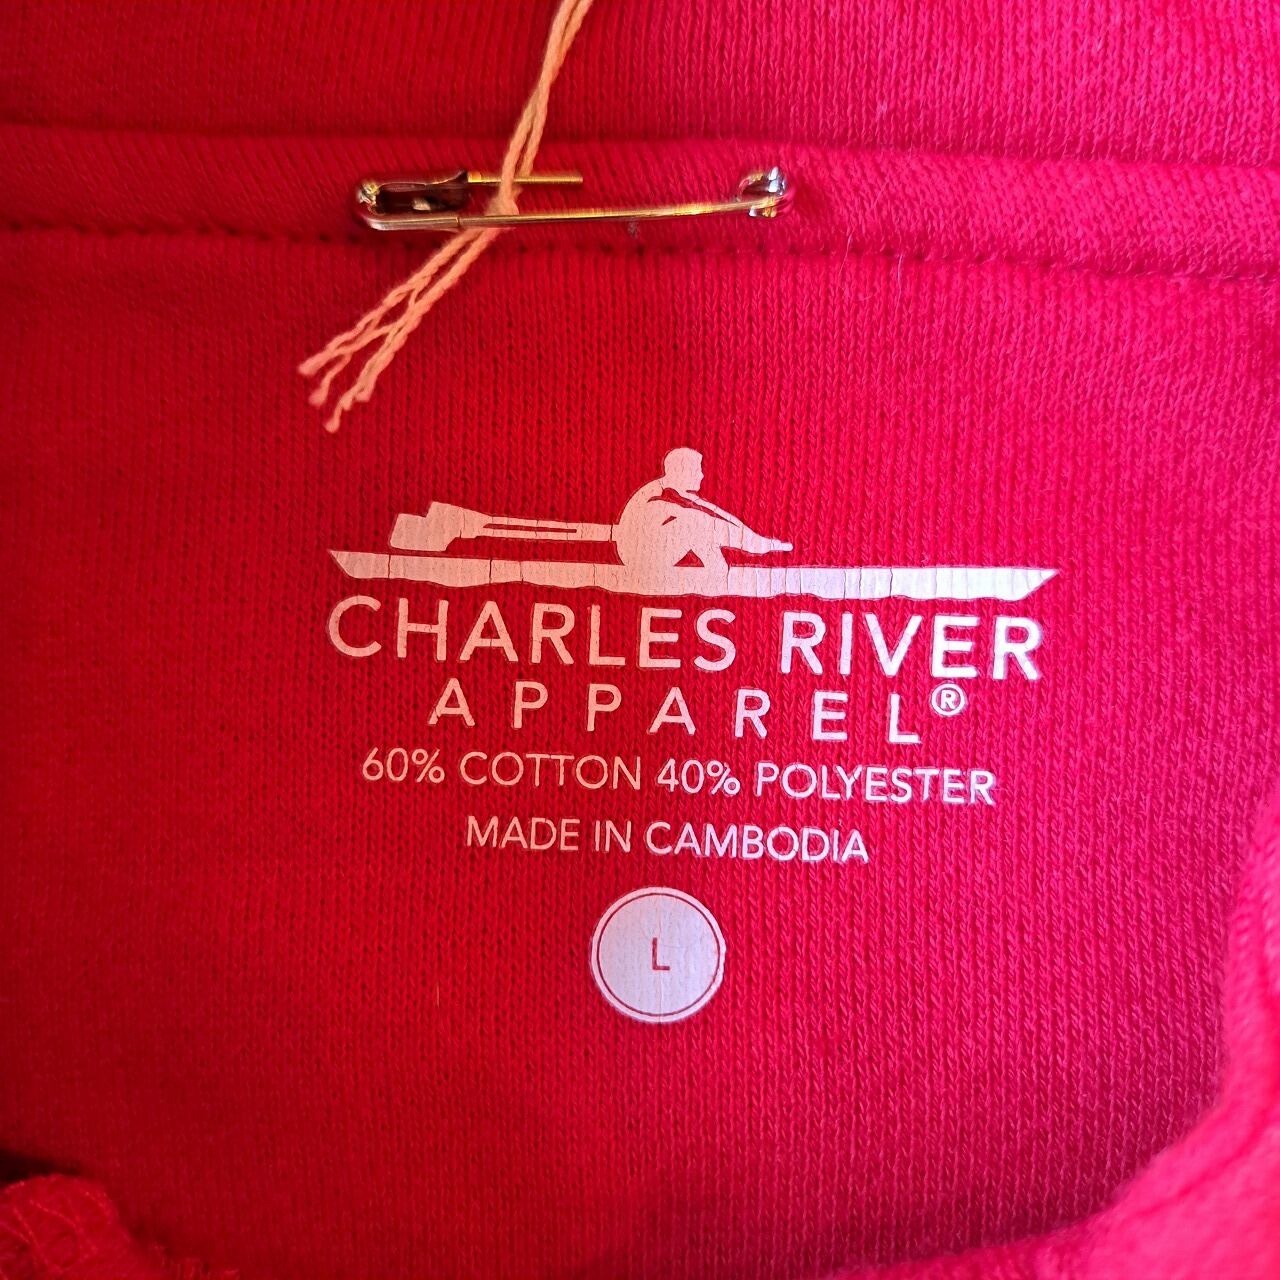 CHARLES RIVER
APPAREL®
60% COTTON 40% POLYESTER
MADE IN CAMBODIA
L